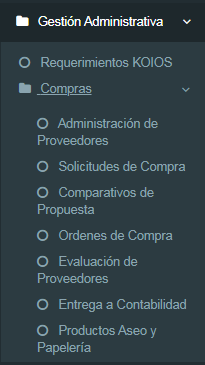 Gestión Administrativa
Requerimientos KOIOS
Compras
Administración de
Proveedores
Solicitudes de Compra
Comparativos de
Propuesta
Ordenes de Compra
Evaluación de
Proveedores
Entrega a Contabilidad
Productos Aseo y
Papelería